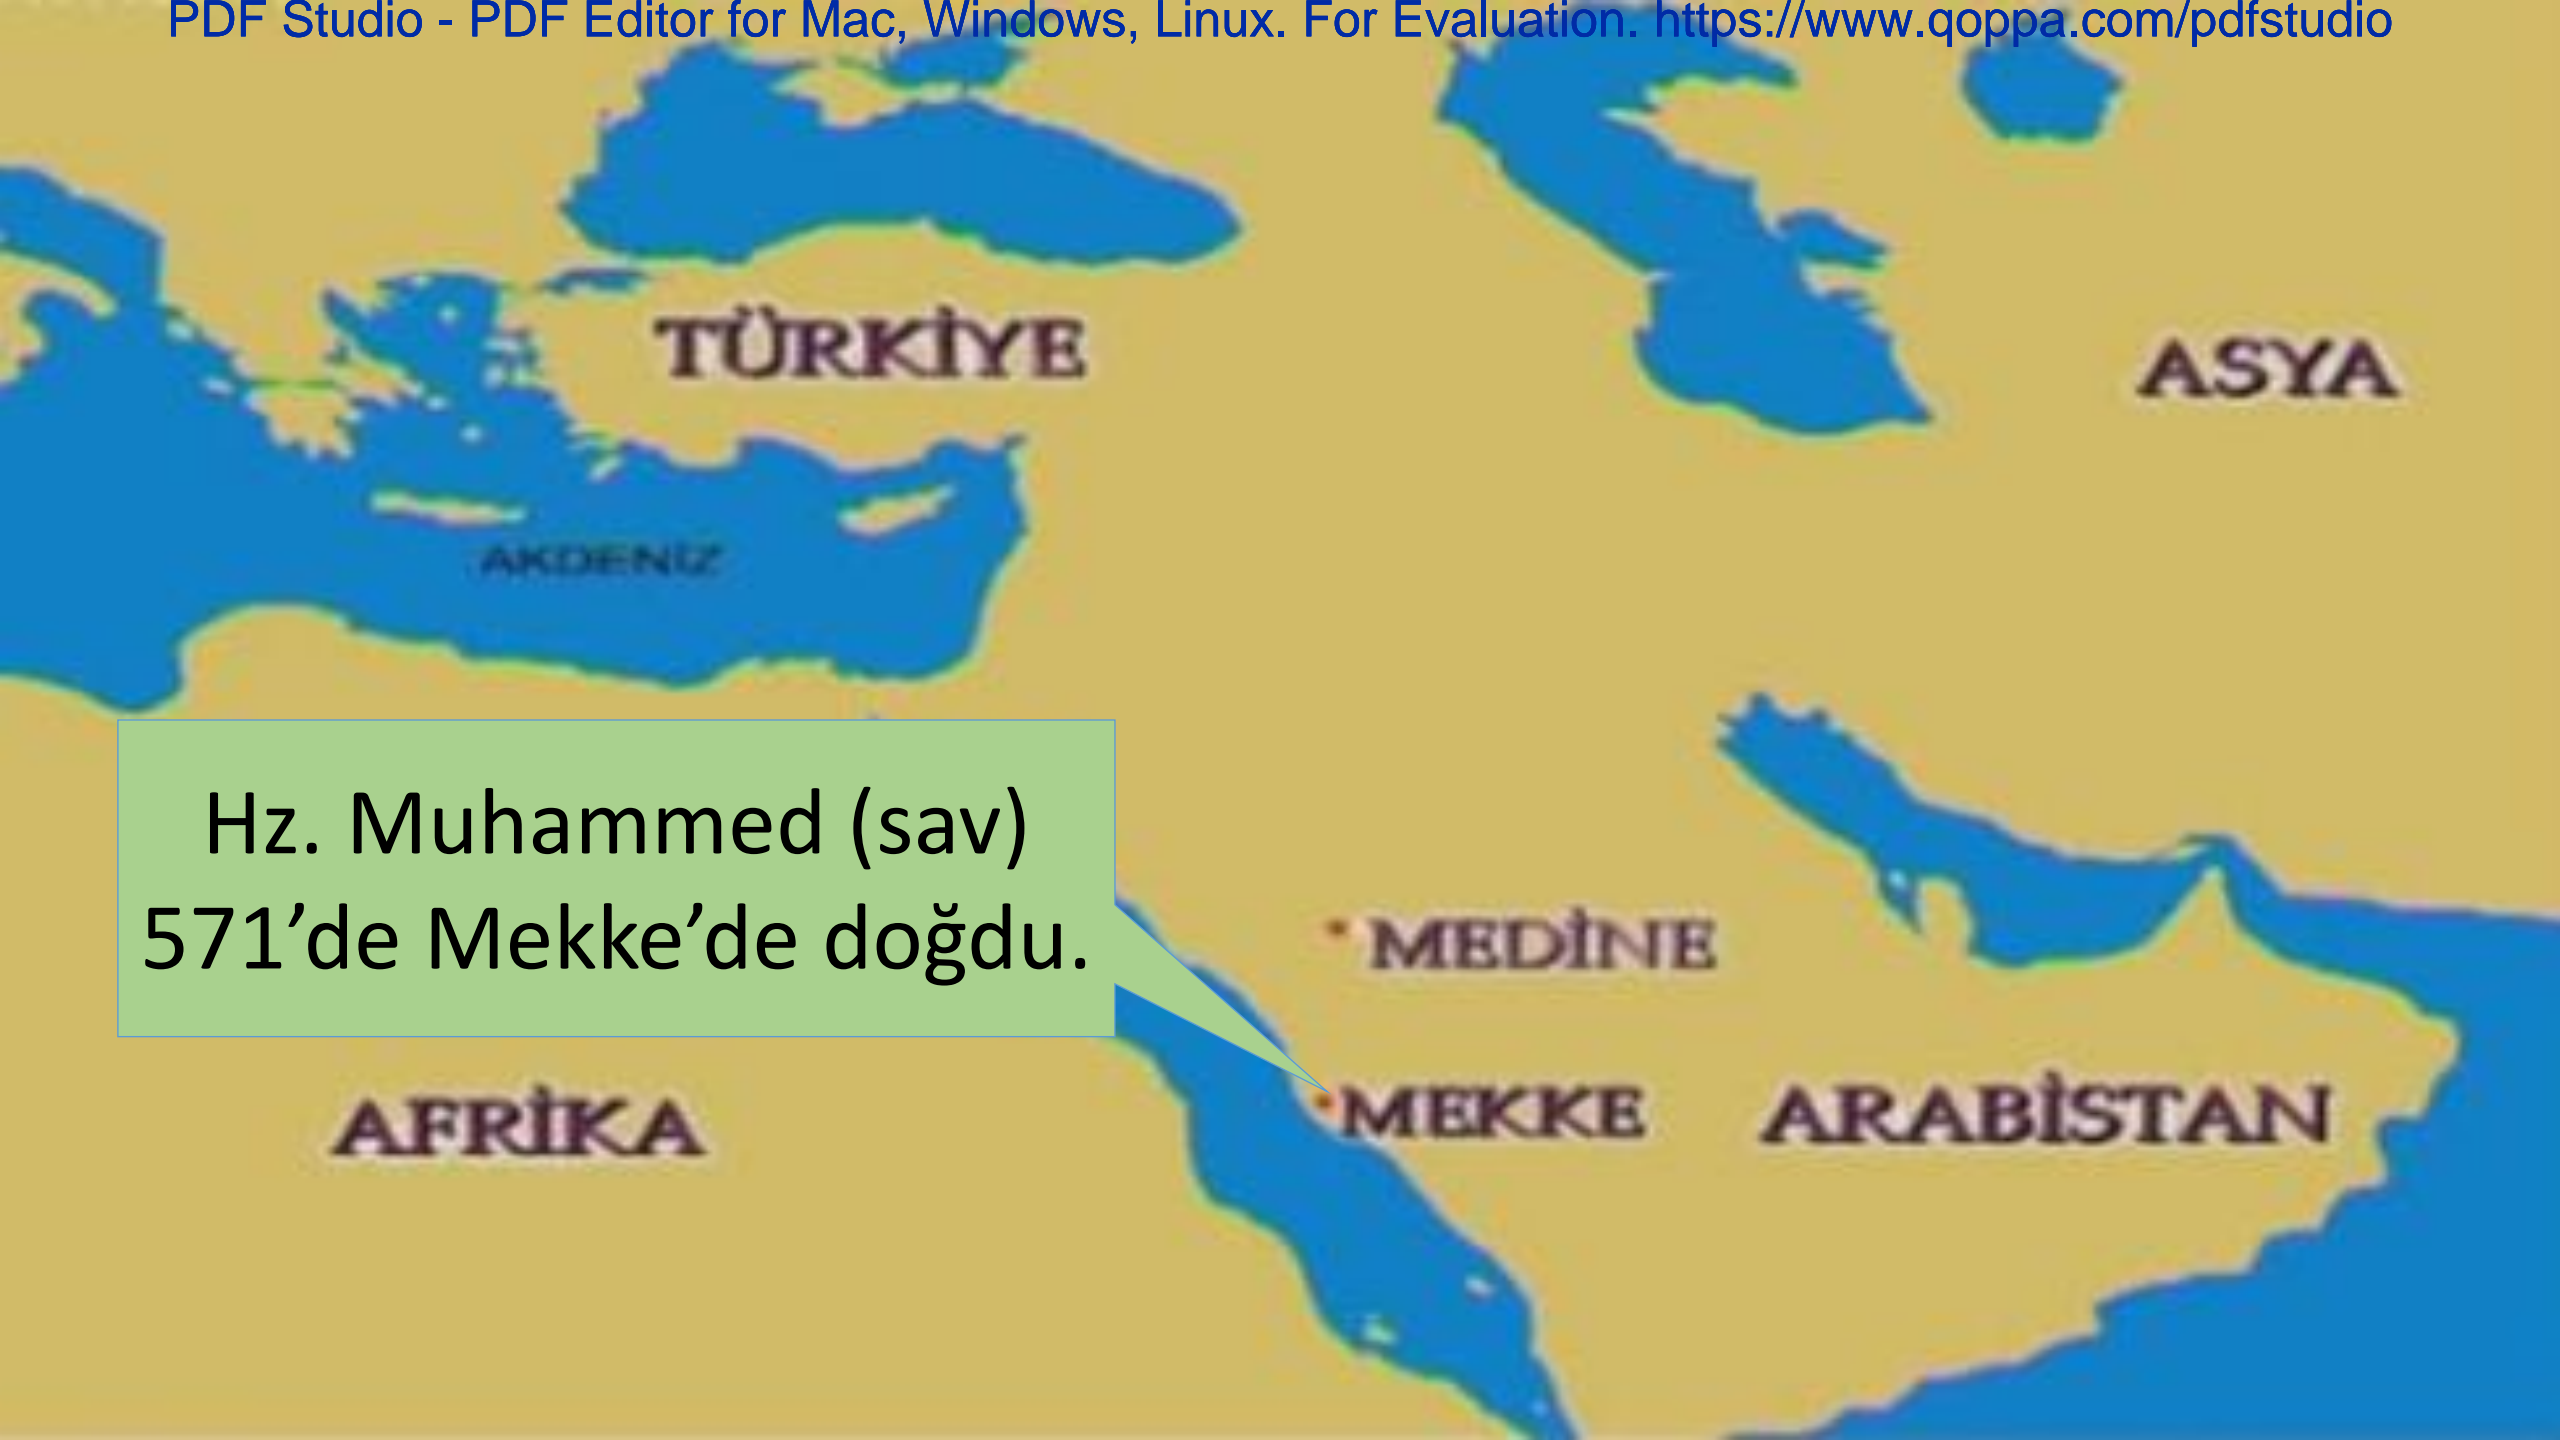 PDF Studio - PDF Editor for Mac, Windows, Linux. For Evaluation. https://www.qoppa.com/pdfstudio
TÜRKİYE
ASYA
AKDENİZ
Hz. Muhammed (sav)
571’de Mekke’de doğdu.
MEDİNE
MEKKE
ARABİSTAN
AFRİKA